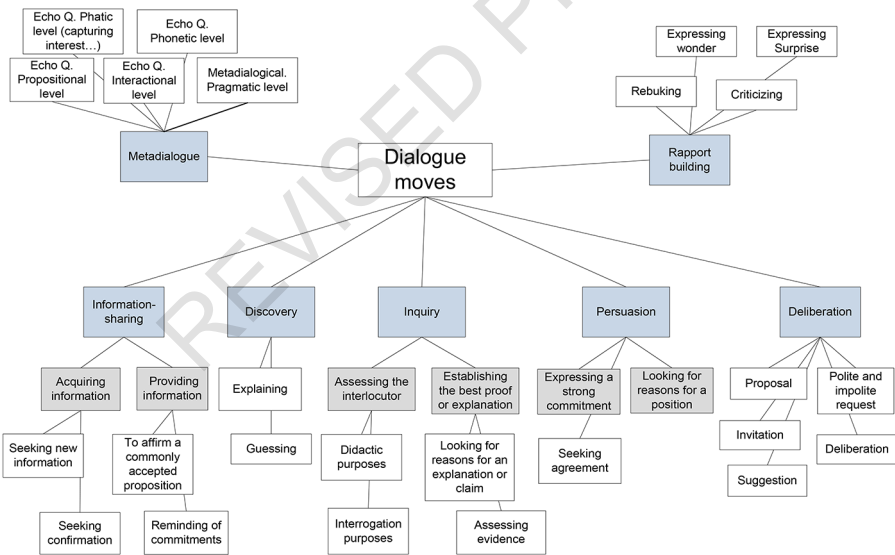 Echo Q. Phatic
level (capturing
interest…)
Echo Q.
Phonetic level
Echo Q.
Propositional
level
Echo Q.
Interactional
level
Metadialogical.
Pragmatic level
Expressing
wonder
Expressing
Surprise
Rebuking
Criticizing
Metadialogue
Dialogue
moves
Rapport
building
REVISED
Information-
sharing
Discovery
Inquiry
Persuasion
Deliberation
Acquiring
information
Providing
information
Explaining
Assessing the
interlocutor
Establishing
the best proof
or explanation
Expressing a
strong
commitment
Looking for
reasons for a
position
Proposal
Polite and
impolite
request
Seeking new
information
To affirm a
commonly
accepted
proposition
Guessing
Didactic
purposes
Looking for
reasons for an
explanation or
claim
Seeking
agreement
Invitation
Deliberation
Suggestion
Seeking
confirmation
Reminding of
commitments
Interrogation
purposes
Assessing
evidence